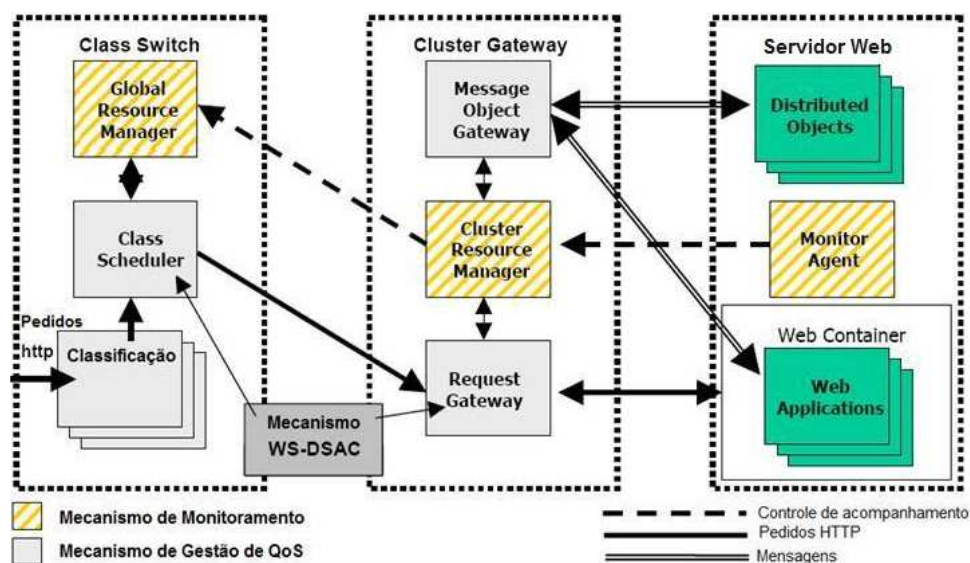 Class Switch
Global
Resource
Manager
Class
Scheduler
Pedidos
http
Classificação
Cluster Gateway
Message
Object
Gateway
Cluster
Resource
Manager
Request
Gateway
Mecanismo
WS-DSAC
Servidor Web
Distributed
Objects
Monitor
Agent
Web Container
Web
Applications
Mecanismo de Monitoramento
Mecanismo de Gestão de QoS
Controle de acompanhamento
Pedidos HTTP
Mensagens